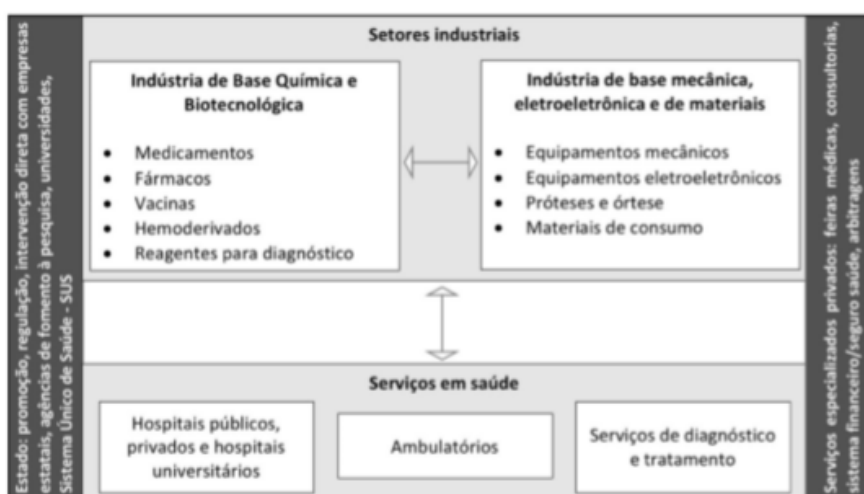 Estado: promoção, regulação, intervenção direta com empresas
estatais, agências de fomento à pesquisa, universidades,
Sistema Único de Saúde - SUS
Setores industriais
Indústria de Base Química e
Biotecnológica
• Medicamentos
• Fármacos
• Vacinas
• Hemoderivados
• Reagentes para diagnóstico
Indústria de base mecânica,
eletroeletrônica e de materiais
• Equipamentos mecânicos
• Equipamentos eletroeletrônicos
• Próteses e órtese
• Materiais de consumo
Serviços em saúde
Hospitais públicos,
privados e hospitais
universitários
Ambulatórios
Serviços de diagnóstico
e tratamento
Serviços especializados privados: feiras médicas, consultorias,
sistema financeiro/seguro saúde, arbitragens